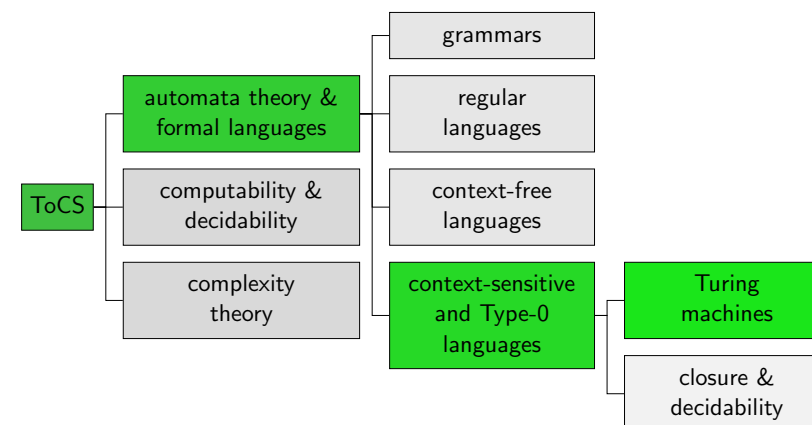 ToCS
automata theory &
formal languages
computability &
decidability
complexity
theory
grammars
regular
languages
context-free
languages
context-sensitive
and Type-0
languages
Turing
machines
closure &
decidability